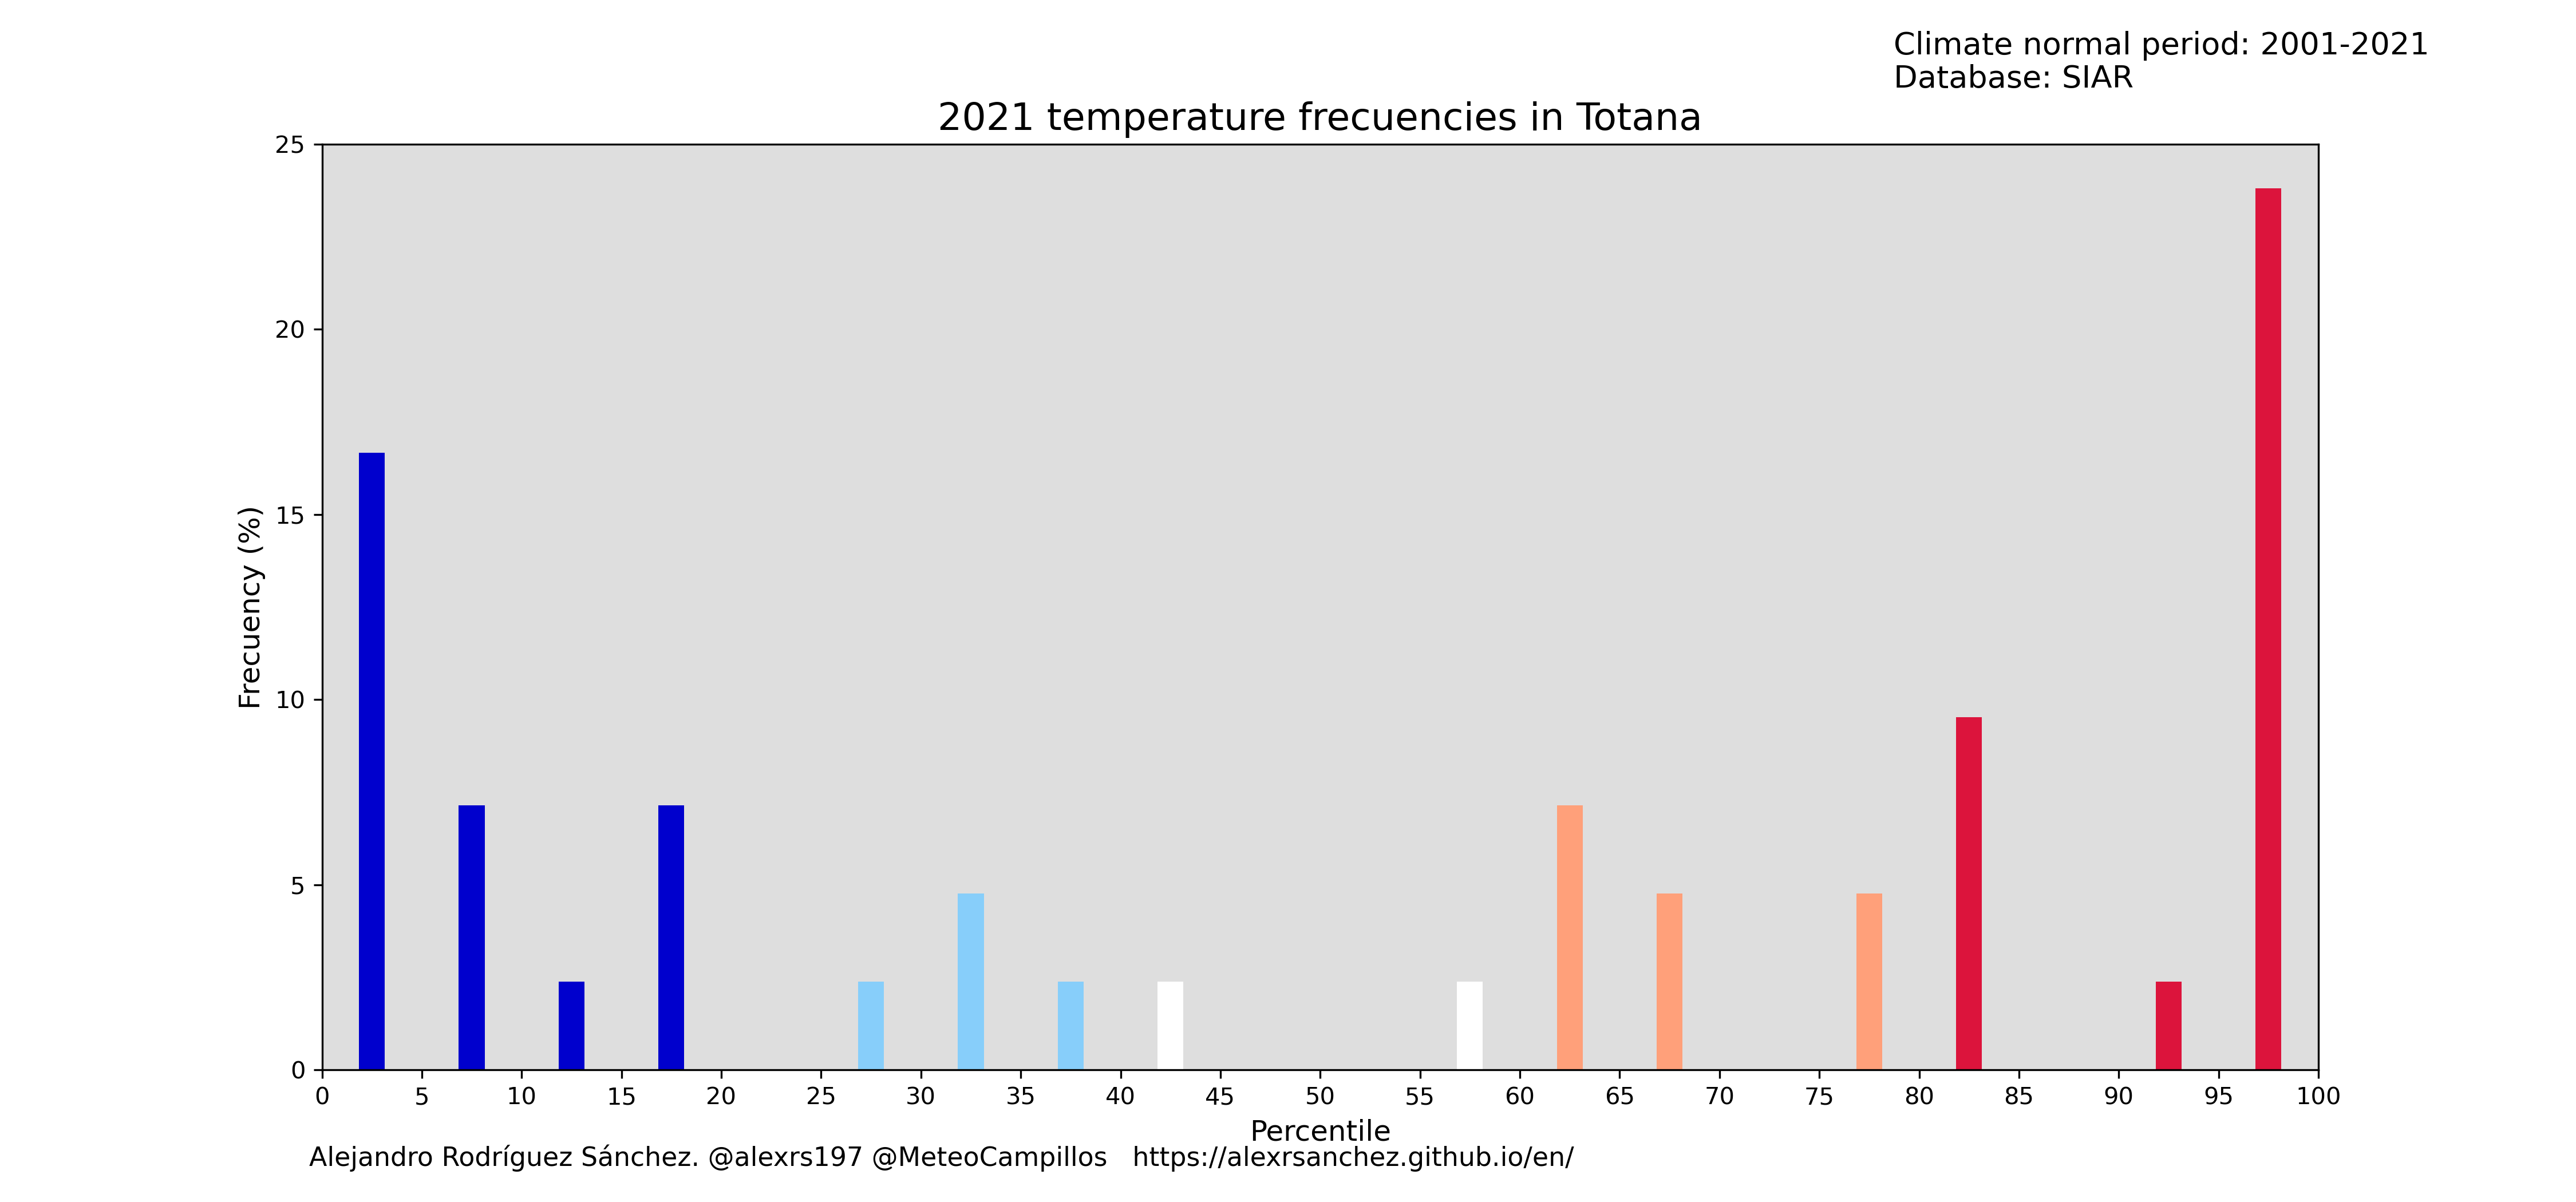 Climate normal period: 2001-2021
Database: SIAR
2021 temperature frecuencies in Totana
25
20
15
10
5
0
Frecuency (%)
0 5 10 15 20 25 30 35 40 45 50 55 60 65 70 75 80 85 90 95 100
Percentile
Alejandro Rodríguez Sánchez. @alexrs197 @MeteoCampillos https://alexrsanchez.github.io/en/